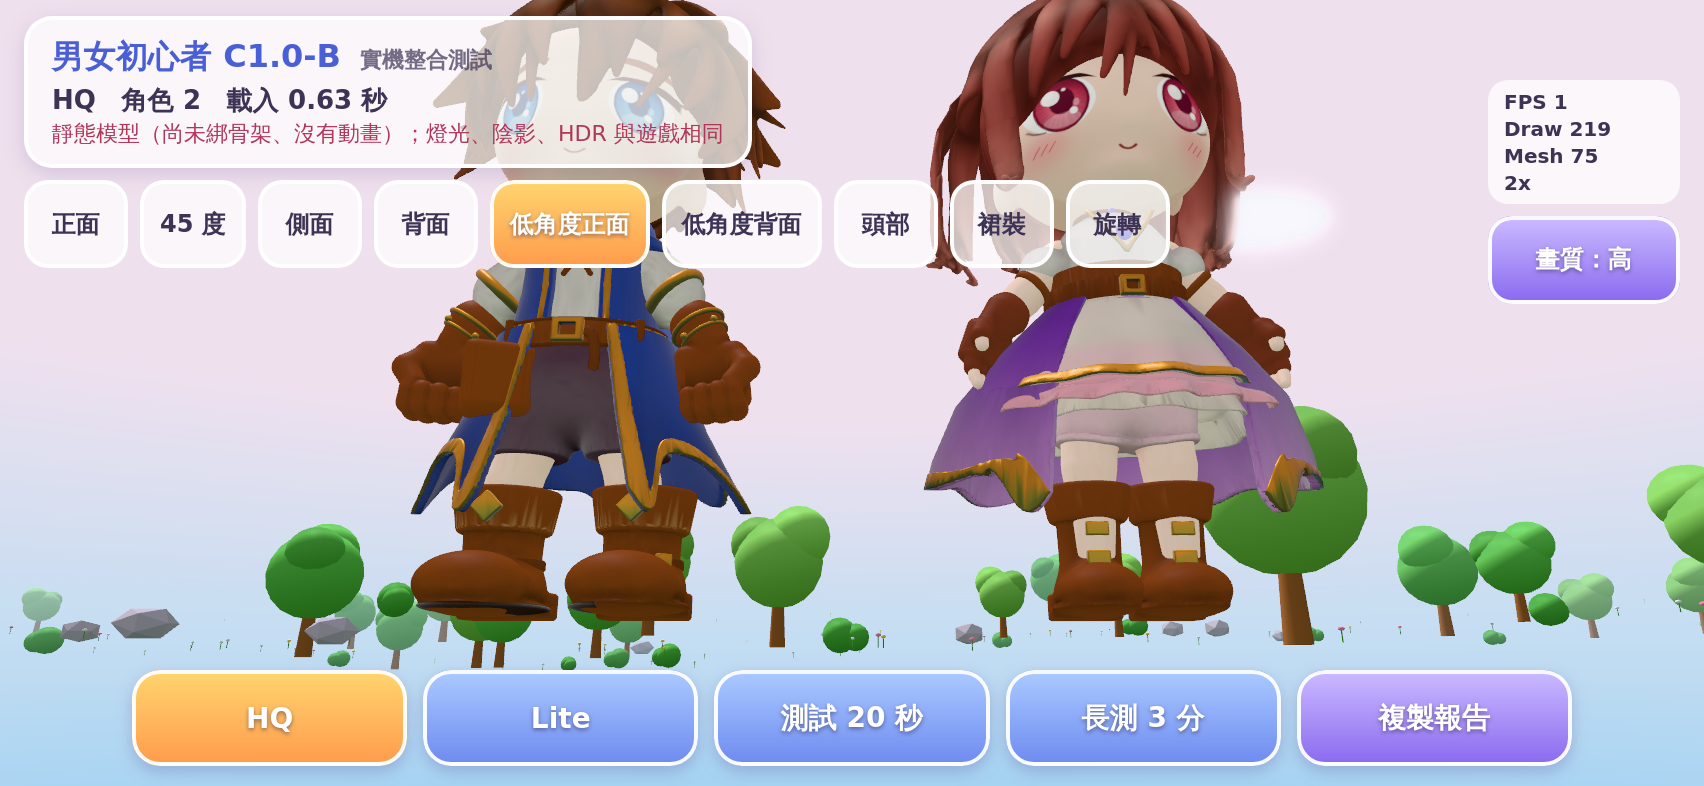 男女初心者 C1.0-B 實機整合測試
HQ 角色 2 載入 0.63 秒
靜態模型（尚未綁骨架、沒有動畫）；燈光、陰影、HDR 與遊戲相同
FPS 1
Draw 219
Mesh 75
2x
正面 45 度 側面 背面 低角度正面 低角度背面 頭部 裙裝 旋轉
畫質：高
HQ Lite 測試 20 秒 長測 3 分 複製報告